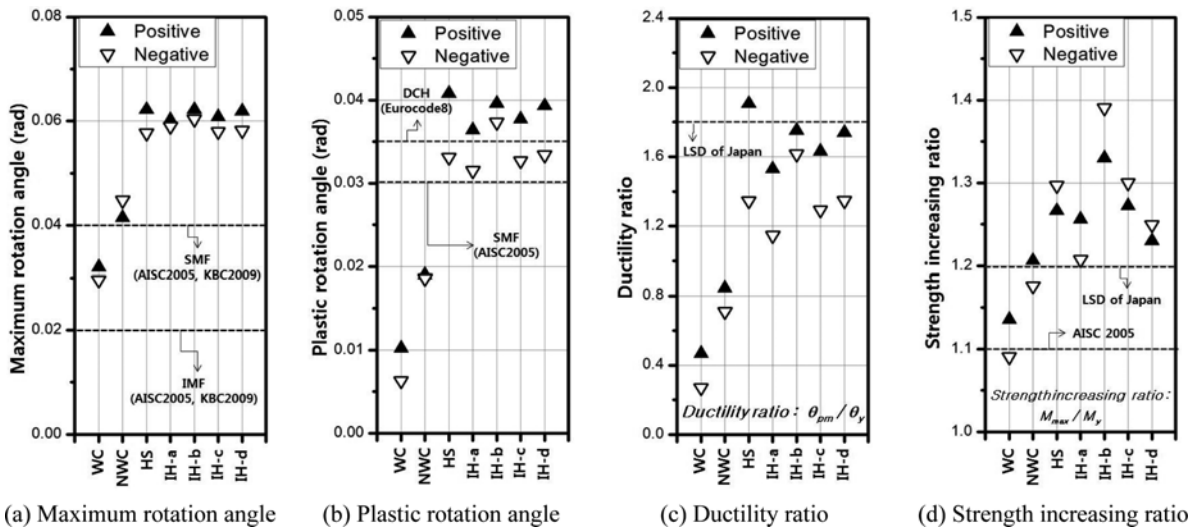 Positive
Negative
0.08
0.06
0.04
0.02
0.00
Maximum rotation angle (rad)
SMF
(AISC2005, KBC2009)
IMF
(AISC2005, KBC2009)
WC
NWC
HS
IH-a
IH-b
IH-c
IH-d
(a) Maximum rotation angle
Positive
Negative
0.05
0.04
0.03
0.02
0.01
0.00
Plastic rotation angle (rad)
DCH
(Eurocode8)
SMF
(AISC2005)
WC
NWC
HS
IH-a
IH-b
IH-c
IH-d
(b) Plastic rotation angle
Positive
Negative
2.4
2.0
1.6
1.2
0.8
0.4
0.0
Ductility ratio
LSD of Japan
Ductility ratio : θpm / θy
WC
NWC
HS
IH-a
IH-b
IH-c
IH-d
(c) Ductility ratio
Positive
Negative
1.5
1.4
1.3
1.2
1.1
1.0
Strength increasing ratio
LSD of Japan
AISC 2005
Strength increasing ratio :
Mmax / My
WC
NWC
HS
IH-a
IH-b
IH-c
IH-d
(d) Strength increasing ratio